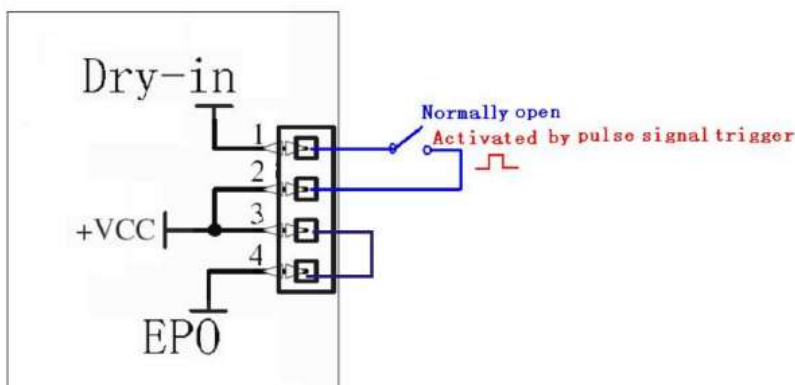 Dry-in
Normally open
Activated by pulse signal trigger
1
2
+VCC
3
4
EPO